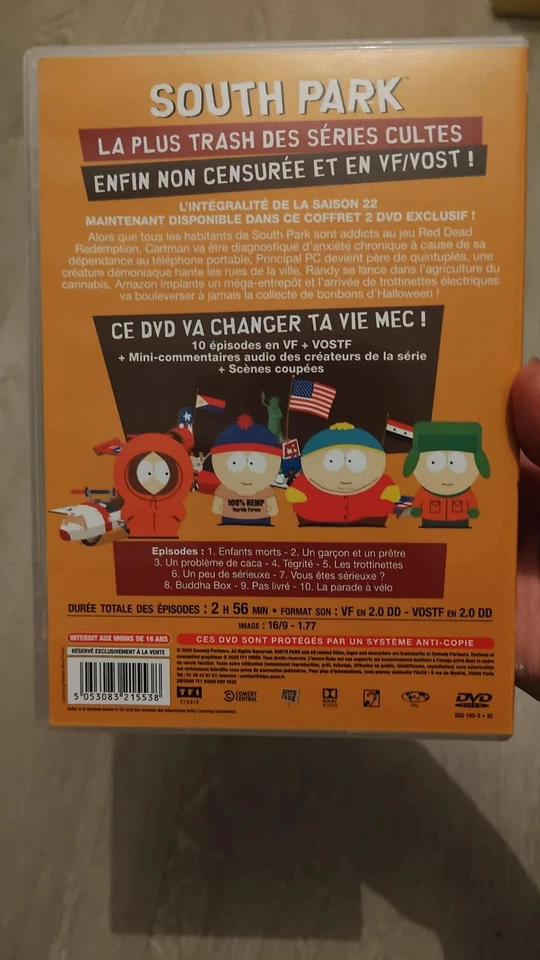 SOUTH PARK
LA PLUS TRASH DES SÉRIES CULTES
ENFIN NON CENSURÉE ET EN VF/VOST !
L'INTÉGRALITÉ DE LA SAISON 22
MAINTENANT DISPONIBLE DANS CE COFFRET 2 DVD EXCLUSIF !
Alors que tous les habitants de South Park sont addicts au jeu Red Dead
Redemption, Cartman va être diagnostiqué d'anxiété chronique à cause de sa
dépendance au téléphone portable, Principal PC devient père de quintuplés, une
créature démoniaque hante les rues de la ville, Randy se lance dans l'agriculture du
cannabis, Amazon implante un méga-entrepôt et l'arrivée de trottinettes électriques
va bouleverser à jamais la collecte de bonbons d'Halloween !
CE DVD VA CHANGER TA VIE MEC !
10 épisodes en VF + VOSTF
+ Mini-commentaires audio des créateurs de la série
+ Scènes coupées
100% HEMP
Tegridy Farms
Episodes : 1. Enfants morts - 2. Un garçon et un prêtre
3. Un problème de caca - 4. Tégrité - 5. Les trottinettes
6. Un peu de sérieux - 7. Vous êtes sérieux ?
8. Buddha Box - 9. Pas livré - 10. La parade à vélo
DURÉE TOTALE DES ÉPISODES : 2 H 56 MIN • FORMAT SON : VF EN 2.0 DD - VOSTF EN 2.0 DD
IMAGE : 16/9 - 1.77
INTERDIT AUX MOINS DE 16 ANS
CES DVD SONT PROTÉGÉS PAR UN SYSTÈME ANTI-COPIE
RÉSERVÉ EXCLUSIVEMENT À LA VENTE
5 053083 215538
TF1
STUDIO
COMEDY
CENTRAL
SOUTH
PARK
DOLBY
PAL
DVD
VIDEO